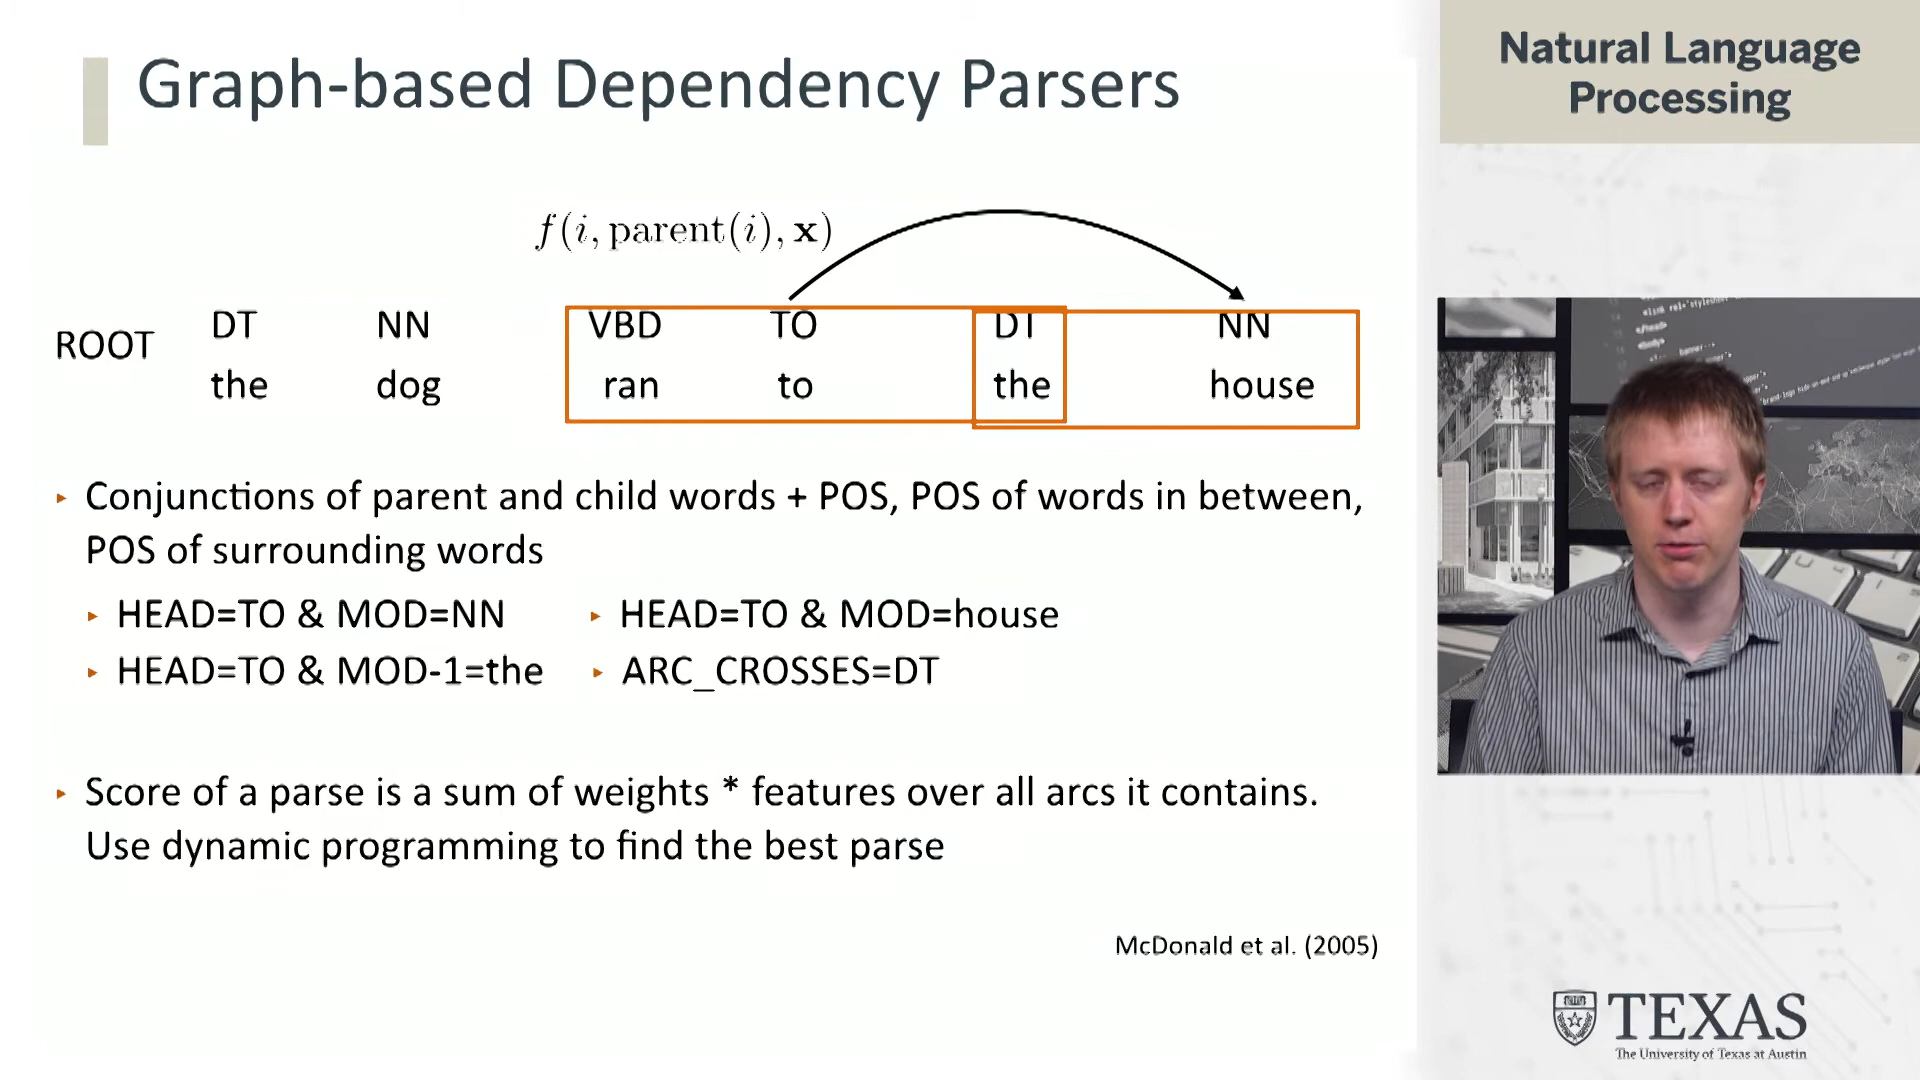 Graph-based Dependency Parsers
Natural Language
Processing
f(i, parent(i), x)
ROOT DT NN VBD TO DT NN
the dog ran to the house
‣ Conjunctions of parent and child words + POS, POS of words in between,
POS of surrounding words
‣ HEAD=TO & MOD=NN ‣ HEAD=TO & MOD=house
‣ HEAD=TO & MOD-1=the ‣ ARC_CROSSES=DT
‣ Score of a parse is a sum of weights * features over all arcs it contains.
Use dynamic programming to find the best parse
McDonald et al. (2005)
TEXAS
The University of Texas at Austin